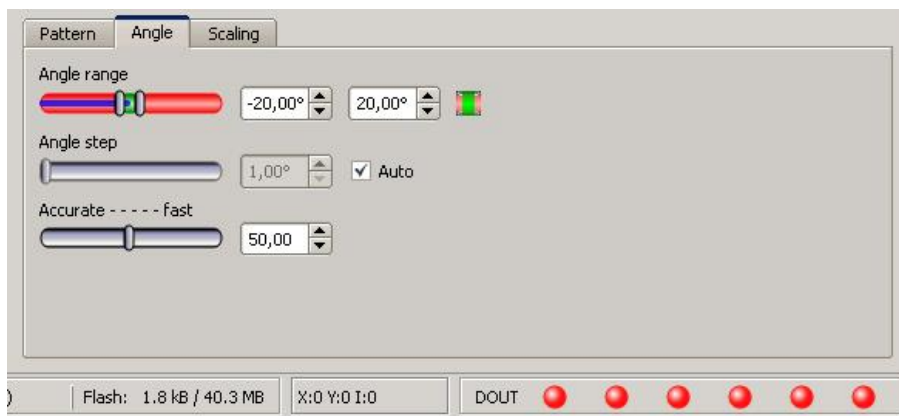 Pattern Angle Scaling
Angle range
-20,00° 20,00°
Angle step
1,00° Auto
Accurate - - - - - fast
50,00
) Flash: 1.8 kB / 40.3 MB X:0 Y:0 I:0 DOUT